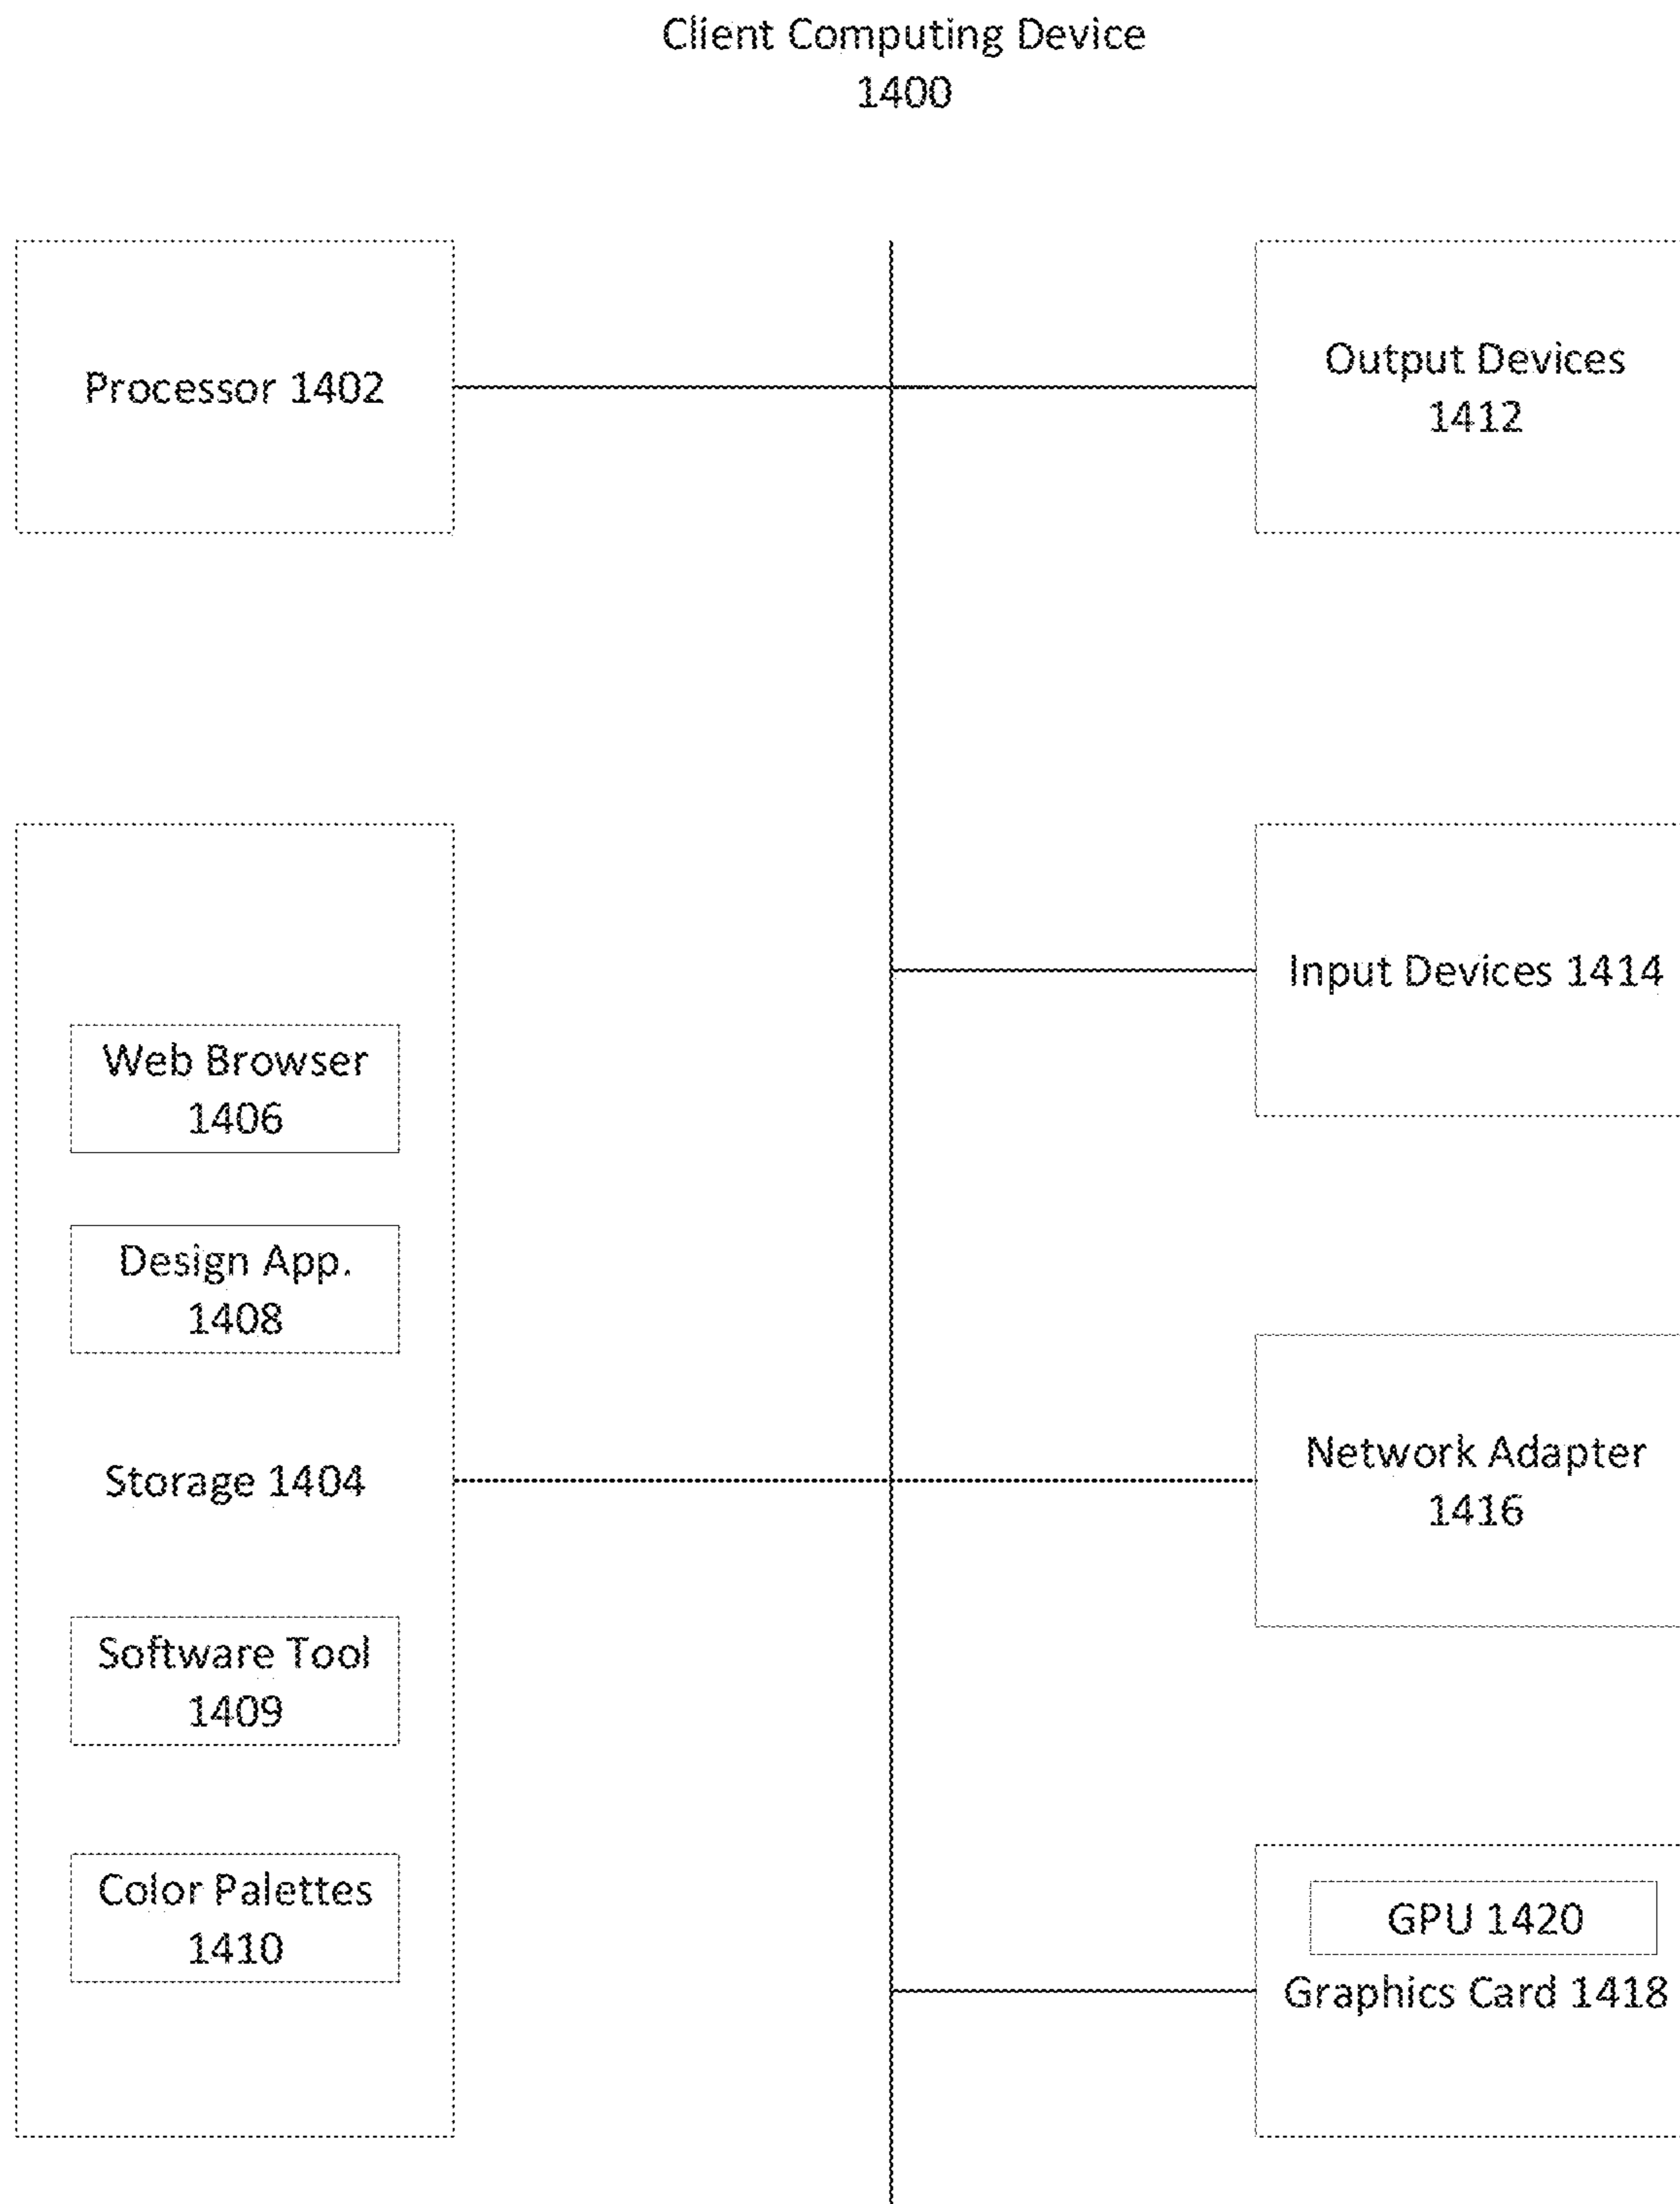 Client Computing Device
1400
Processor 1402
Output Devices
1412
Input Devices 1414
Web Browser
1406
Design App.
1408
Storage 1404
Network Adapter
1416
Software Tool
1409
Color Palettes
1410
GPU 1420
Graphics Card 1418